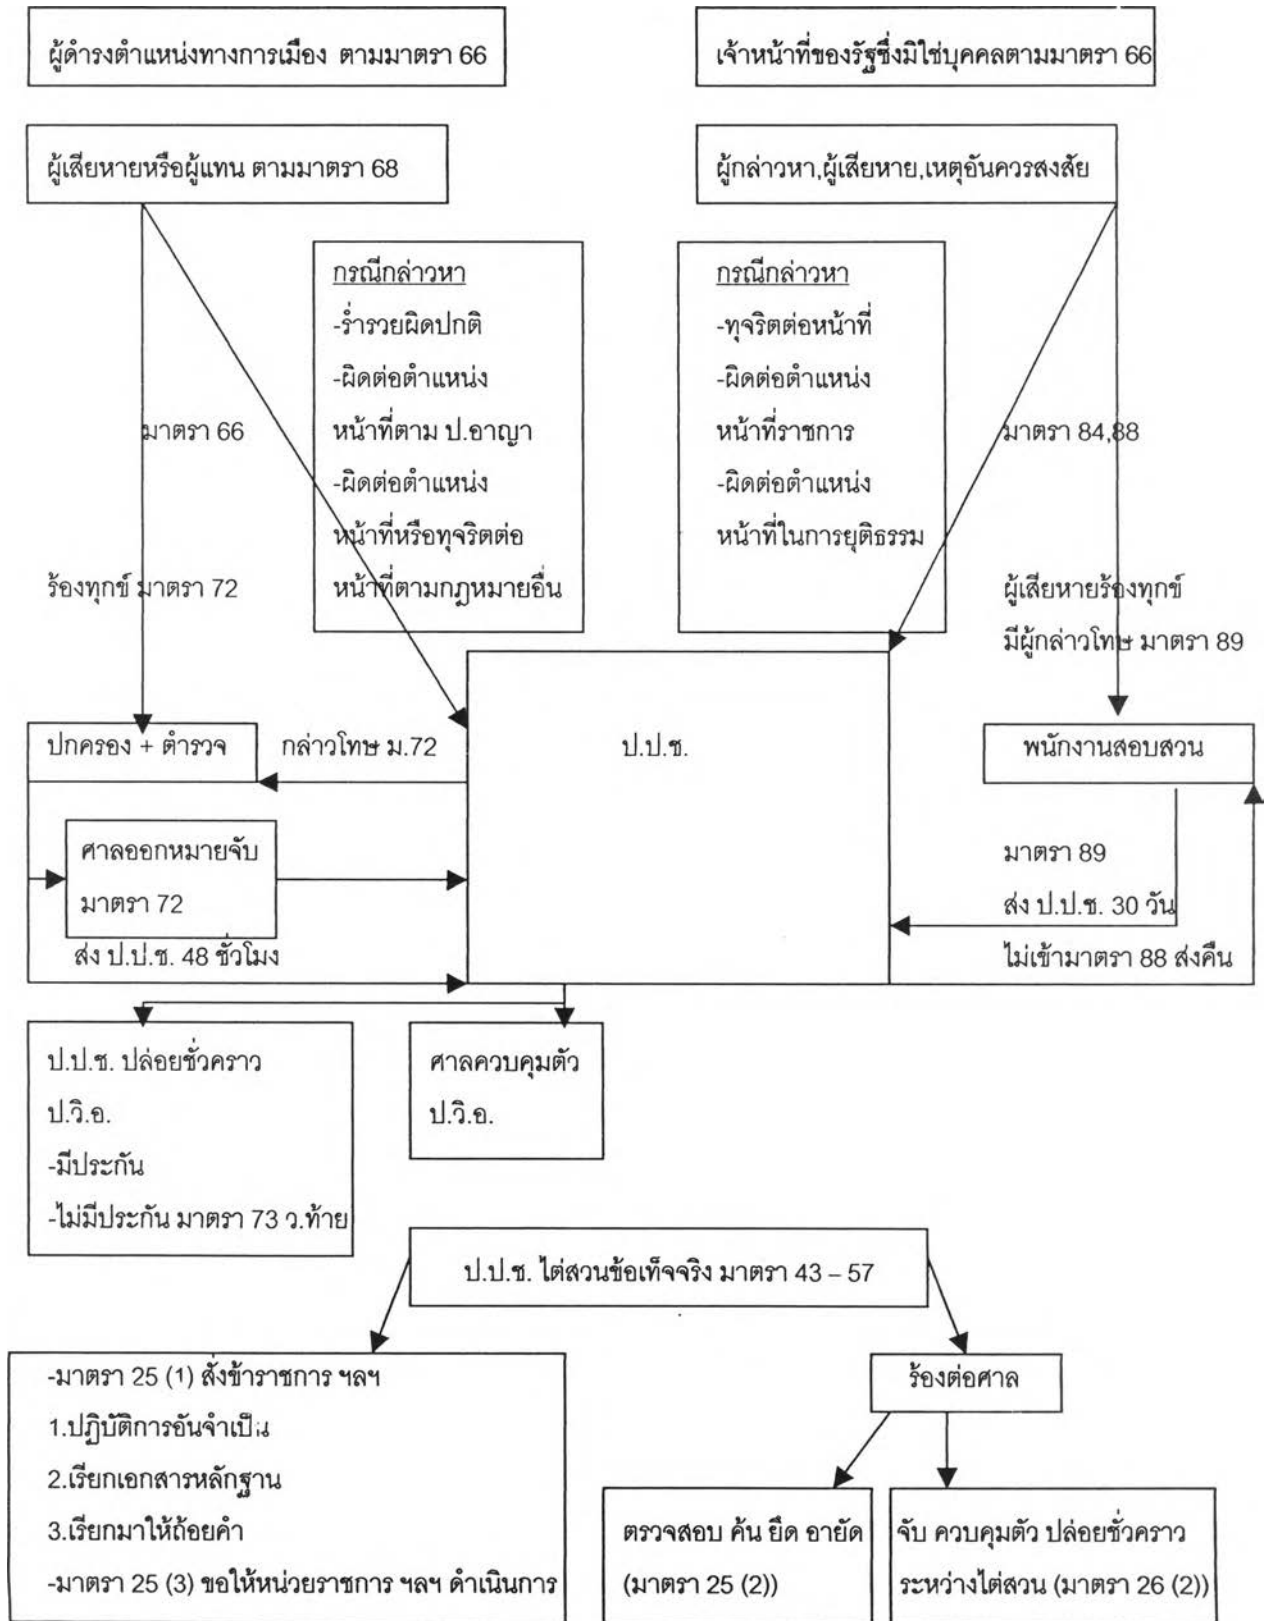 ผู้ดำรงตำแหน่งทางการเมือง ตามมาตรา 66
เจ้าหน้าที่ของรัฐซึ่งมิใช่บุคคลตามมาตรา 66
ผู้เสียหายหรือผู้แทน ตามมาตรา 68
ผู้กล่าวหา,ผู้เสียหาย,เหตุอันควรสงสัย
กรณีกล่าวหา
-ร่ำรวยผิดปกติ
-ผิดต่อตำแหน่ง
หน้าที่ตาม ป.อาญา
-ผิดต่อตำแหน่ง
หน้าที่หรือทุจริตต่อ
หน้าที่ตามกฎหมายอื่น
กรณีกล่าวหา
-ทุจริตต่อหน้าที่
-ผิดต่อตำแหน่ง
หน้าที่ราชการ
-ผิดต่อตำแหน่ง
หน้าที่ในการยุติธรรม
มาตรา 66
มาตรา 84,88
ร้องทุกข์ มาตรา 72
ผู้เสียหายร้องทุกข์
มีผู้กล่าวโทษ มาตรา 89
ปกครอง + ตำรวจ
กล่าวโทษ ม.72
ป.ป.ช.
พนักงานสอบสวน
ศาลออกหมายจับ
มาตรา 72
ส่ง ป.ป.ช. 48 ชั่วโมง
มาตรา 89
ส่ง ป.ป.ช. 30 วัน
ไม่เข้ามาตรา 88 ส่งคืน
ป.ป.ช. ปล่อยชั่วคราว
ป.วิ.อ.
-มีประกัน
-ไม่มีประกัน มาตรา 73 ว.ท้าย
ศาลควบคุมตัว
ป.วิ.อ.
ป.ป.ช. ไต่สวนข้อเท็จจริง มาตรา 43 – 57
-มาตรา 25 (1) สั่งข้าราชการ ฯลฯ
1.ปฏิบัติการอันจำเป็น
2.เรียกเอกสารหลักฐาน
3.เรียกมาให้ถ้อยคำ
-มาตรา 25 (3) ขอให้หน่วยราชการ ฯลฯ ดำเนินการ
ร้องต่อศาล
ตรวจสอบ ค้น ยึด อายัด
(มาตรา 25 (2))
จับ ควบคุมตัว ปล่อยชั่วคราว
ระหว่างไต่สวน (มาตรา 26 (2))